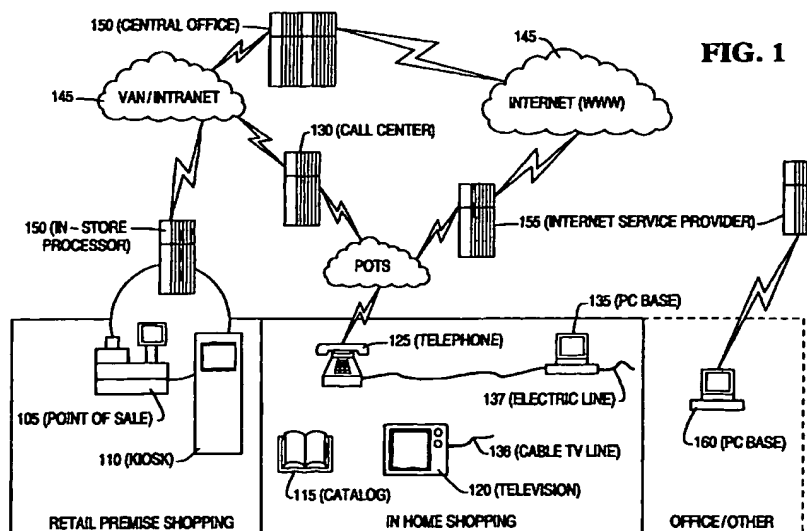 150 (CENTRAL OFFICE)
145
FIG. 1
VAN/INTRANET
INTERNET (WWW)
145
130 (CALL CENTER)
150 (IN-STORE
PROCESSOR)
155 (INTERNET SERVICE PROVIDER)
POTS
125 (TELEPHONE)
135 (PC BASE)
137 (ELECTRIC LINE)
105 (POINT OF SALE)
160 (PC BASE)
110 (KIOSK)
136 (CABLE TV LINE)
115 (CATALOG)
120 (TELEVISION)
RETAIL PREMISE SHOPPING
IN HOME SHOPPING
OFFICE/OTHER